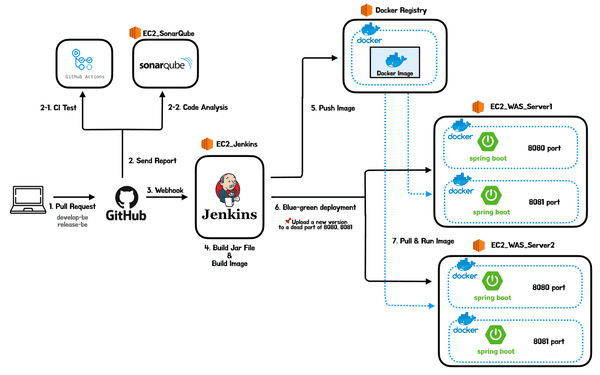 Docker Registry
docker
Docker Image
EC2_SonarQube
GitHub Actions
sonarqube
2-1. CI Test
2-2. Code Analysis
5. Push Image
EC2_WAS_Server1
docker
8080 port
spring boot
docker
8081 port
spring boot
EC2_Jenkins
2. Send Report
1. Pull Request
develop-be
release-be
GitHub
3. Webhook
Jenkins
6. Blue-green deployment
Upload a new version
to a dead port of 8080, 8081
4. Build Jar File
&
Build Image
7. Pull & Run Image
EC2_WAS_Server2
docker
8080 port
spring boot
docker
8081 port
spring boot